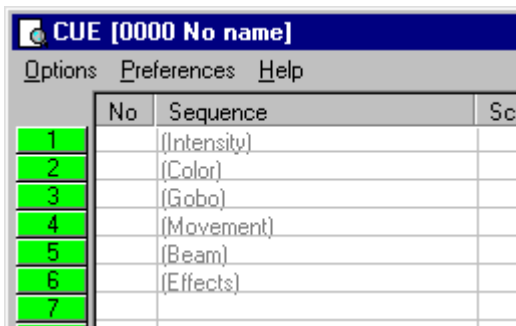 CUE [0000 No name]
Options Preferences Help
No Sequence Sc
1 (Intensity)
2 (Color)
3 (Gobo)
4 (Movement)
5 (Beam)
6 (Effects)
7